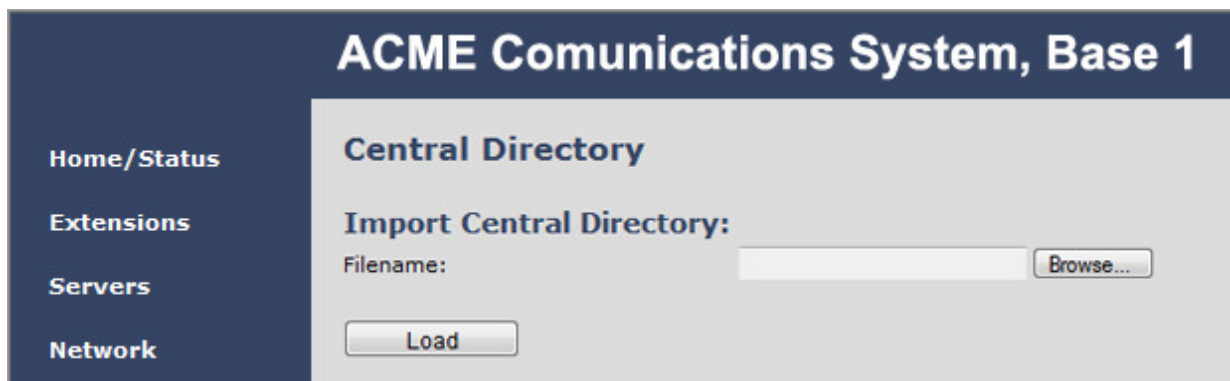 ACME Comunications System, Base 1
Home/Status
Extensions
Servers
Network
Central Directory
Import Central Directory:
Filename:
Browse...
Load